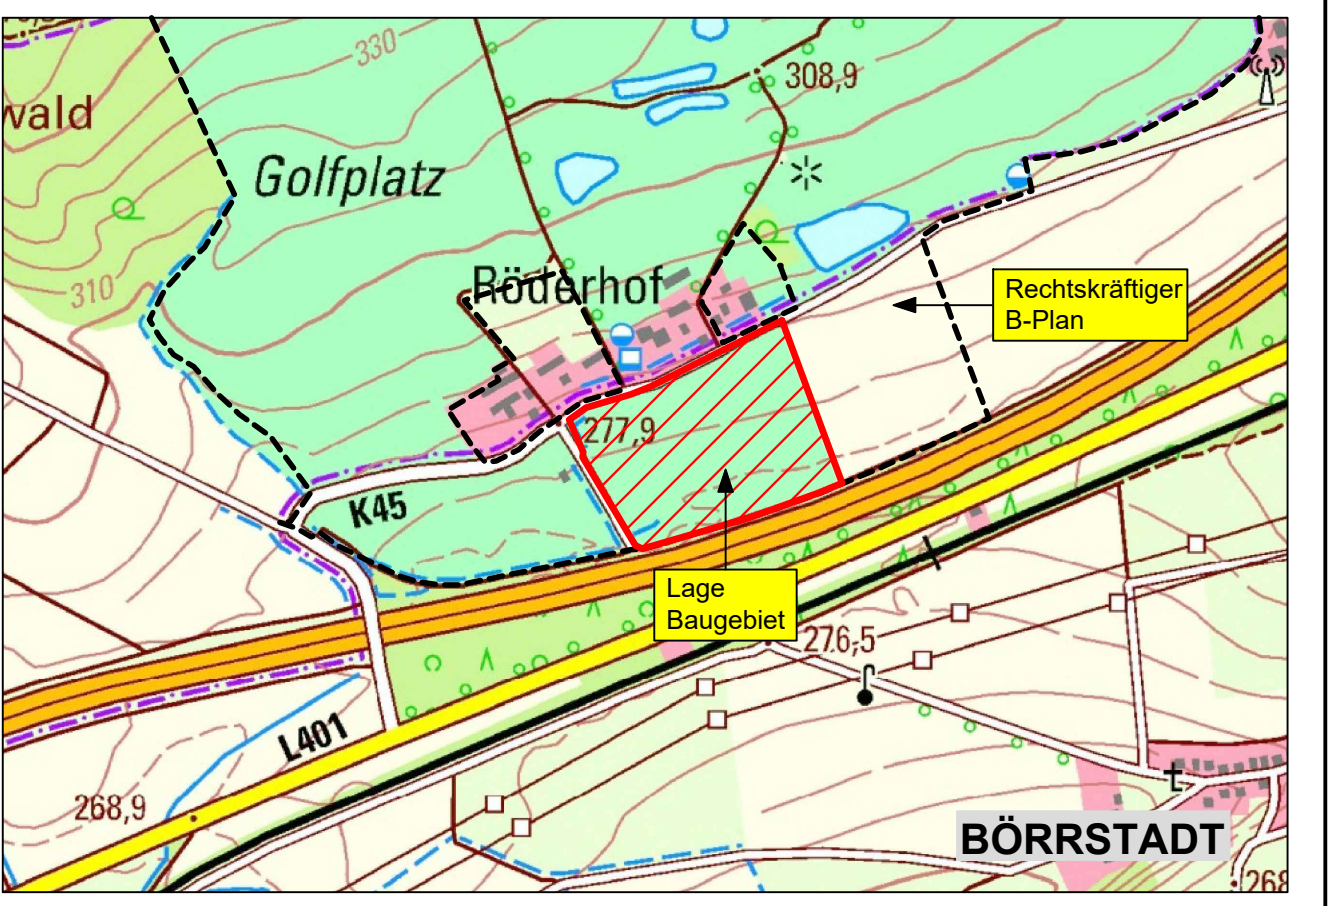 330
308,9
wald
Golfplatz
310
Röderhof
Rechtskräftiger
B-Plan
277,9
K45
Lage
Baugebiet
276,5
L401
268,9
BÖRRSTADT
268